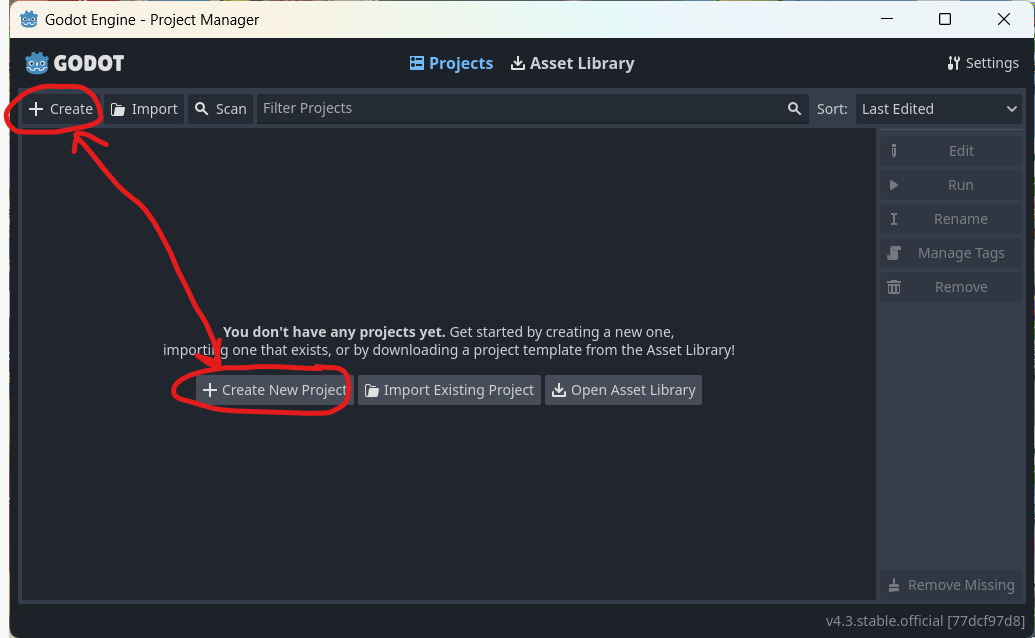 Godot Engine - Project Manager
GODOT
Projects
Asset Library
Settings
Create
Import
Scan
Filter Projects
Sort:
Last Edited
Edit
Run
Rename
Manage Tags
Remove
You don't have any projects yet. Get started by creating a new one,
importing one that exists, or by downloading a project template from the Asset Library!
Create New Project
Import Existing Project
Open Asset Library
Remove Missing
v4.3.stable.official [77dcf97d8]